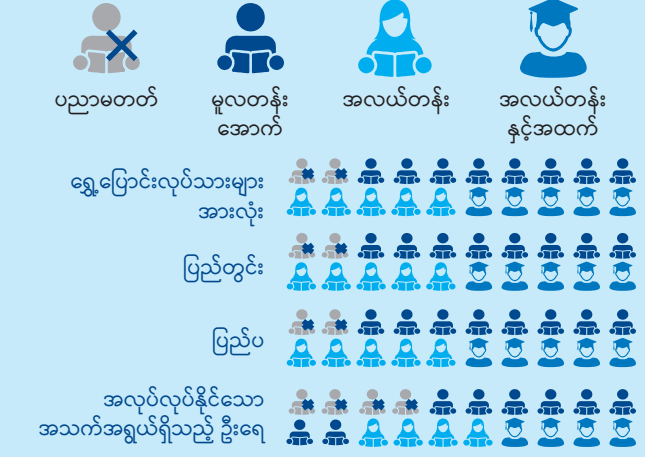 ပညာမတတ်
မူလတန်း
အောက်
အလယ်တန်း
အလယ်တန်း
နှင့်အထက်
ရွှေ့ပြောင်းလုပ်သားများ
အားလုံး
ပြည်တွင်း
ပြည်ပ
အလုပ်လုပ်နိုင်သော
အသက်အရွယ်ရှိသည့် ဦးရေ